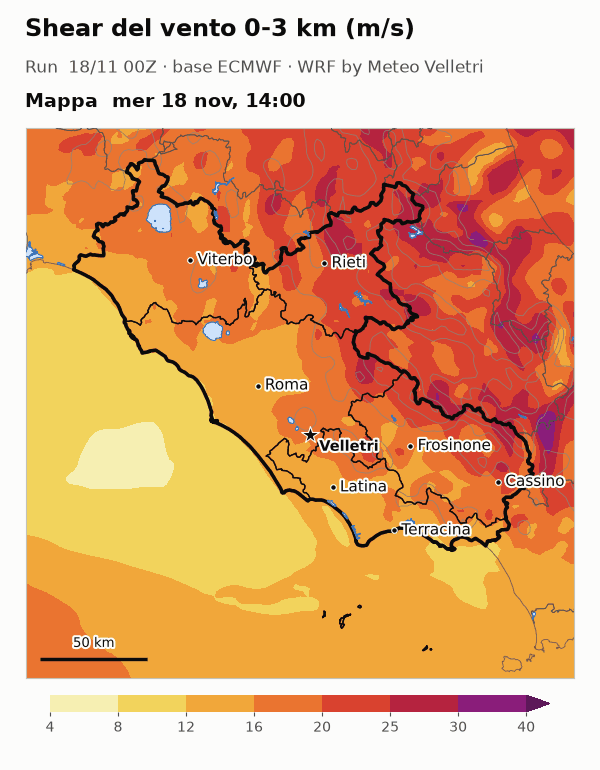 Shear del vento 0-3 km (m/s)
Run  18/11 00Z · base ECMWF · WRF by Meteo Velletri
Mappa  mer 18 nov, 14:00
Viterbo
Rieti
Roma
Velletri
Frosinone
Latina
Cassino
Terracina
50 km
4 8 12 16 20 25 30 40